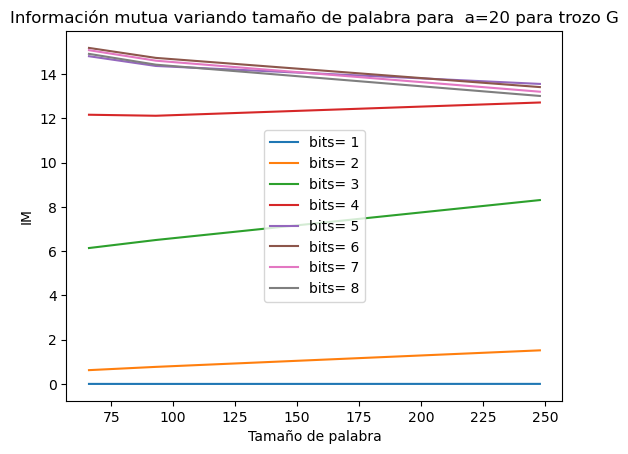 Información mutua variando tamaño de palabra para  a=20 para trozo G
14
12
10
8
6
4
2
0
IM
bits= 1
bits= 2
bits= 3
bits= 4
bits= 5
bits= 6
bits= 7
bits= 8
75 100 125 150 175 200 225 250
Tamaño de palabra